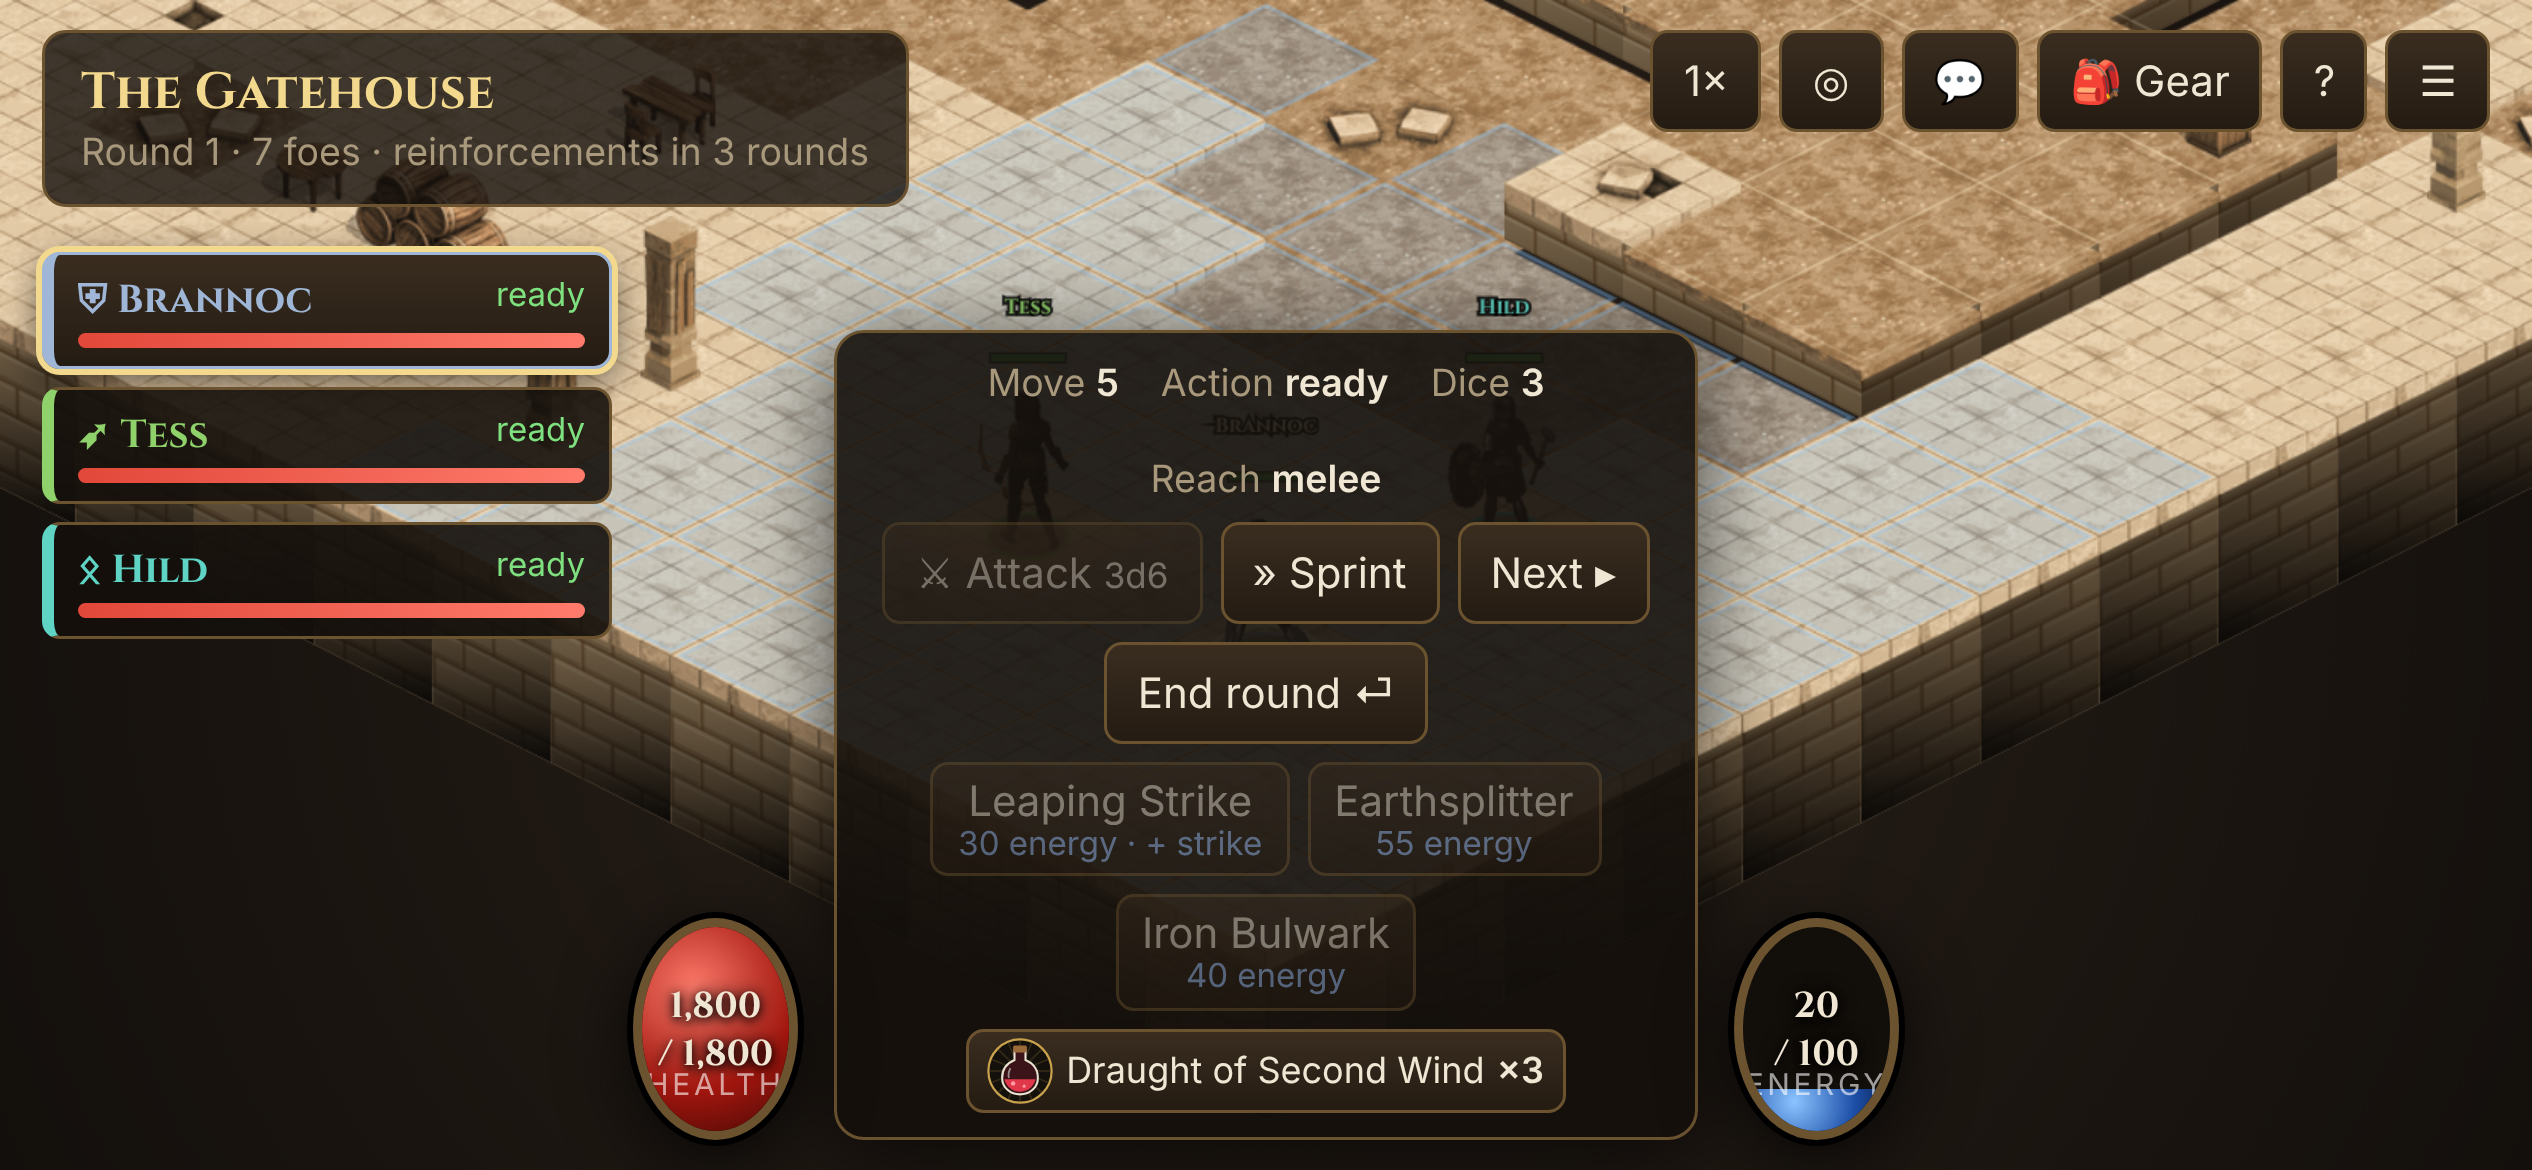 The Gatehouse
Round 1 · 7 foes · reinforcements in 3 rounds
1×
Gear
?
Brannoc ready
Tess ready
Hild ready
Tess
Hild
Brannoc
Move 5 Action ready Dice 3
Reach melee
Attack 3d6
» Sprint
Next ▸
End round ⏎
Leaping Strike
30 energy · + strike
Earthsplitter
55 energy
Iron Bulwark
40 energy
Draught of Second Wind ×3
1,800
/ 1,800
HEALTH
20
/ 100
ENERGY